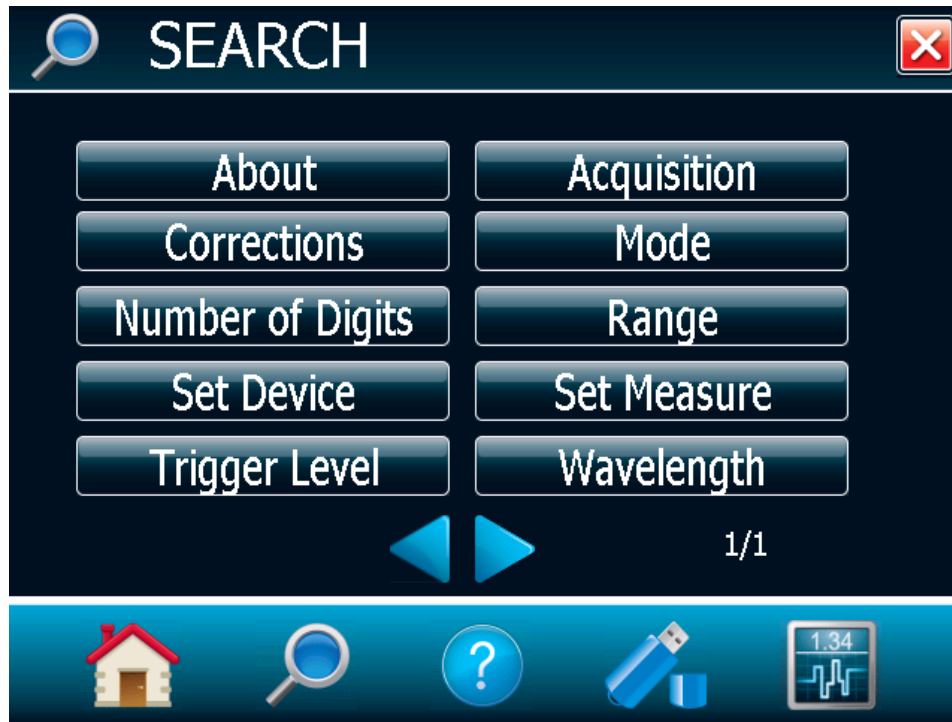 SEARCH
About
Acquisition
Corrections
Mode
Number of Digits
Range
Set Device
Set Measure
Trigger Level
Wavelength
1/1
?
1.34